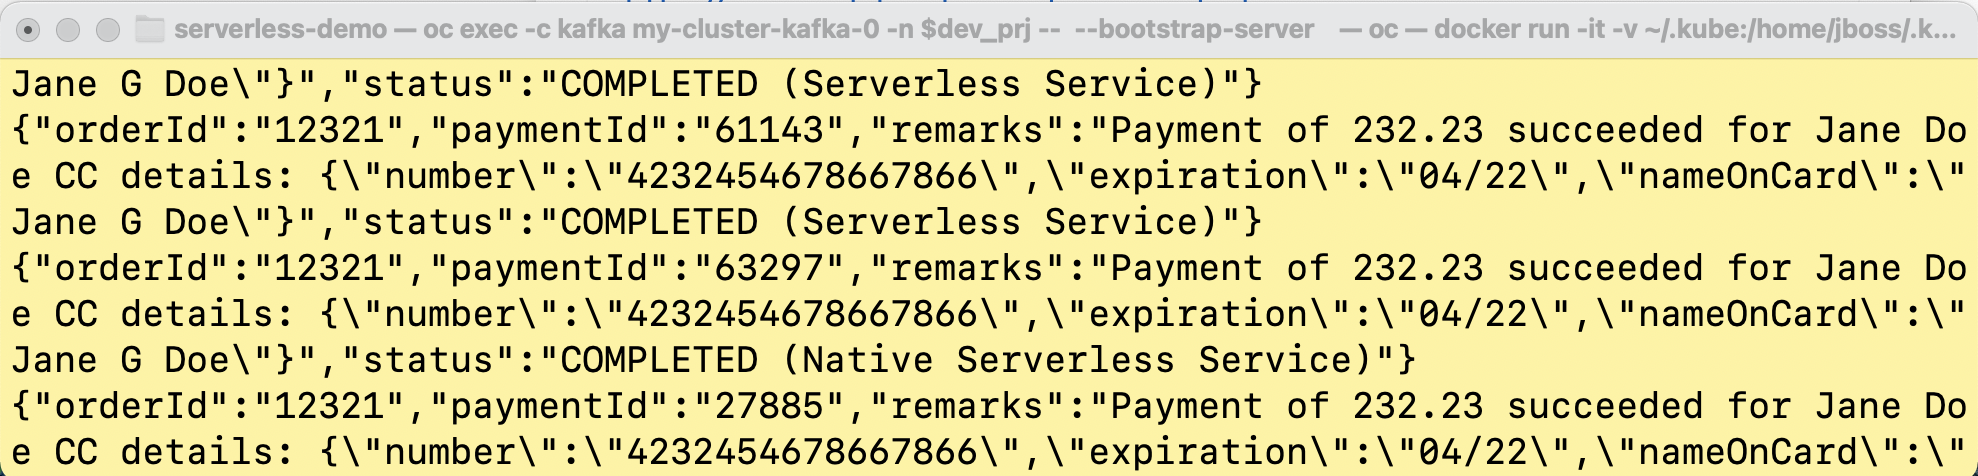 serverless-demo — oc exec -c kafka my-cluster-kafka-0 -n $dev_prj -- --bootstrap-server — oc — docker run -it -v ~/.kube:/home/jboss/.k...
Jane G Doe\"}","status":"COMPLETED (Serverless Service)"}
{"orderId":"12321","paymentId":"61143","remarks":"Payment of 232.23 succeeded for Jane Do
e CC details: {\"number\":\"4232454678667866\",\"expiration\":\"04/22\",\"nameOnCard\":\"
Jane G Doe\"}","status":"COMPLETED (Serverless Service)"}
{"orderId":"12321","paymentId":"63297","remarks":"Payment of 232.23 succeeded for Jane Do
e CC details: {\"number\":\"4232454678667866\",\"expiration\":\"04/22\",\"nameOnCard\":\"
Jane G Doe\"}","status":"COMPLETED (Native Serverless Service)"}
{"orderId":"12321","paymentId":"27885","remarks":"Payment of 232.23 succeeded for Jane Do
e CC details: {\"number\":\"4232454678667866\",\"expiration\":\"04/22\",\"nameOnCard\":\"